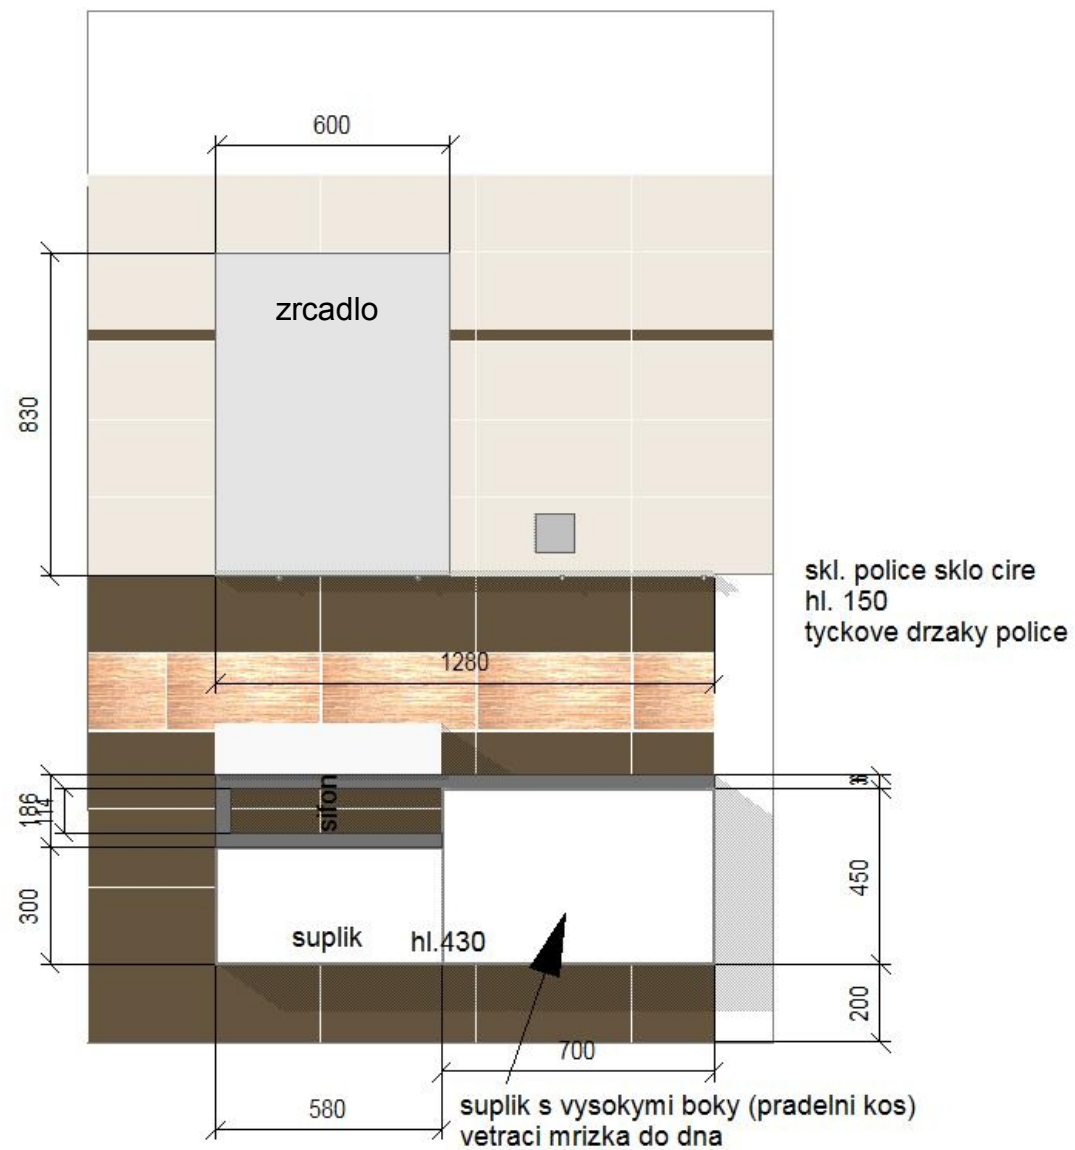 600
zrcadlo
830
skl. police sklo cire
hl. 150
tyckove drzaky police
1280
sifon
186
114
36
450
300
suplik
hl.430
200
700
580
suplik s vysokymi boky (pradelni kos)
vetraci mrizka do dna